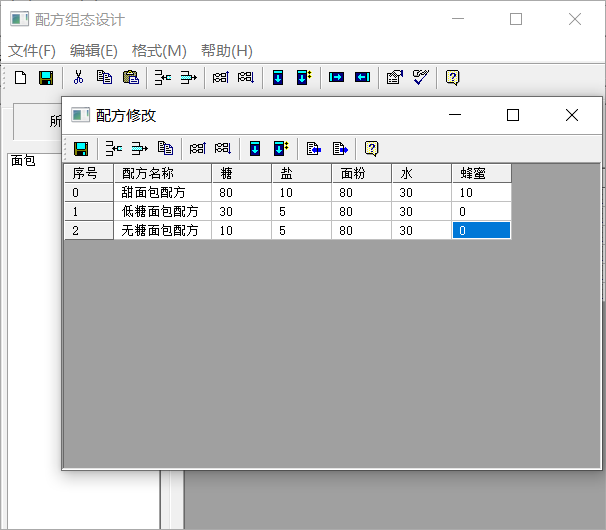 配方组态设计
文件(F) 编辑(E) 格式(M) 帮助(H)
所
面包
配方修改
序号 配方名称 糖 盐 面粉 水 蜂蜜
0 甜面包配方 80 10 80 30 10
1 低糖面包配方 30 5 80 30 0
2 无糖面包配方 10 5 80 30 0